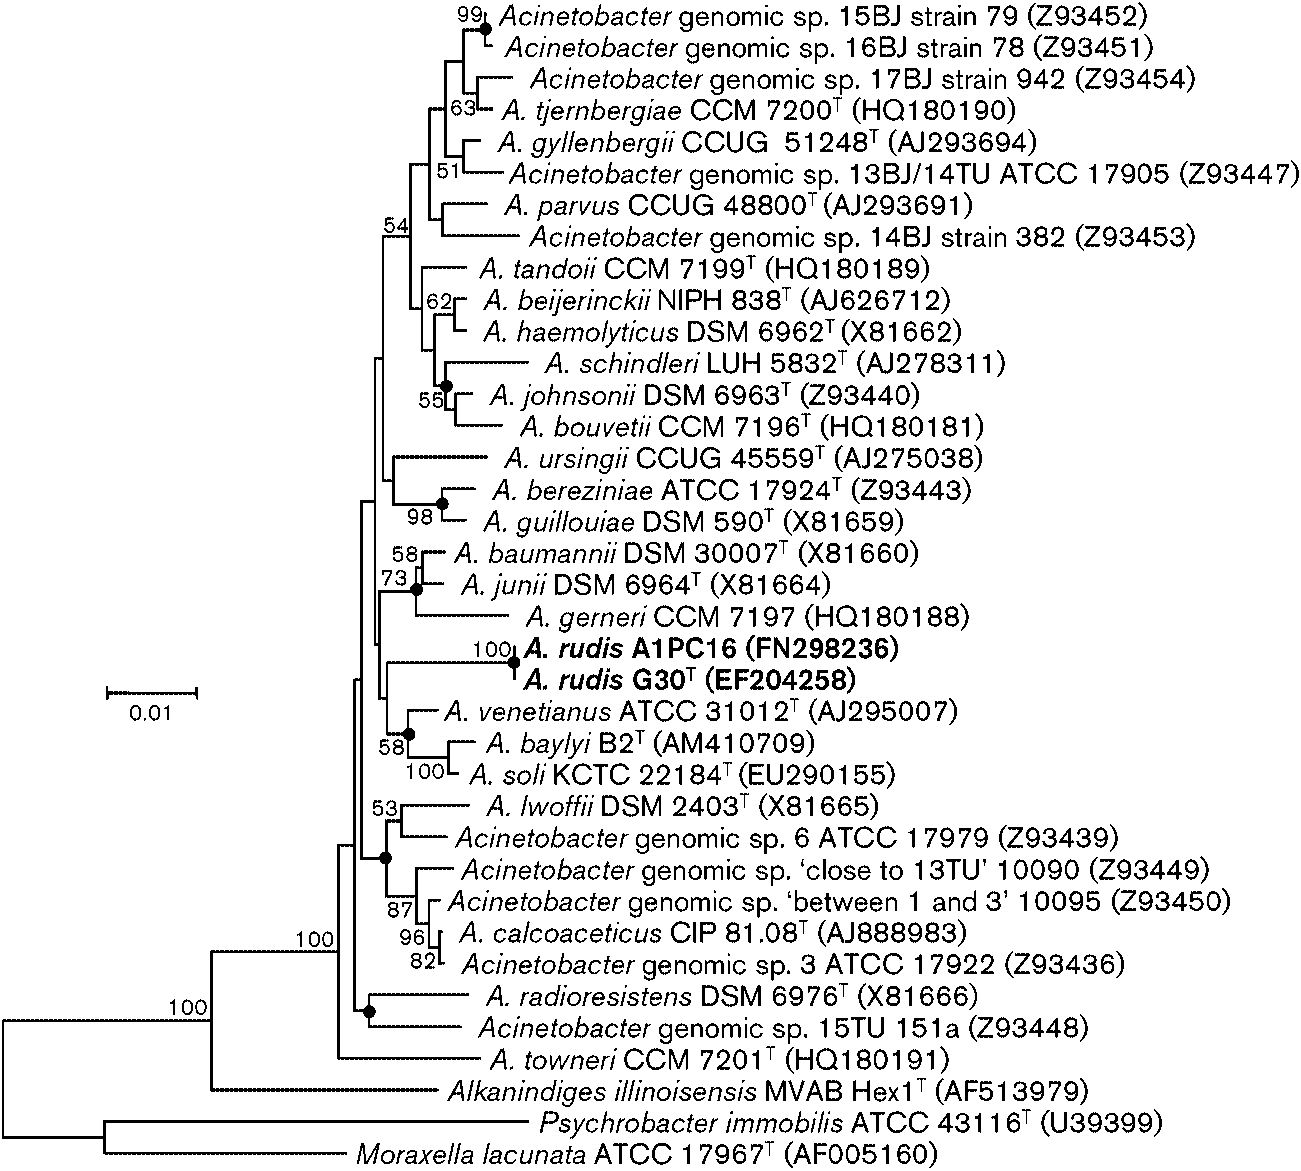 99 Acinetobacter genomic sp. 15BJ strain 79 (Z93452)
Acinetobacter genomic sp. 16BJ strain 78 (Z93451)
Acinetobacter genomic sp. 17BJ strain 942 (Z93454)
63 A. tjernbergiae CCM 7200T (HQ180190)
A. gyllenbergii CCUG 51248T (AJ293694)
51 Acinetobacter genomic sp. 13BJ/14TU ATCC 17905 (Z93447)
A. parvus CCUG 48800T (AJ293691)
54 Acinetobacter genomic sp. 14BJ strain 382 (Z93453)
A. tandoii CCM 7199T (HQ180189)
62 A. beijerinckii NIPH 838T (AJ626712)
A. haemolyticus DSM 6962T (X81662)
A. schindleri LUH 5832T (AJ278311)
55 A. johnsonii DSM 6963T (Z93440)
A. bouvetii CCM 7196T (HQ180181)
A. ursingii CCUG 45559T (AJ275038)
A. bereziniae ATCC 17924T (Z93443)
98 A. guillouiae DSM 590T (X81659)
58 A. baumannii DSM 30007T (X81660)
73 A. junii DSM 6964T (X81664)
A. gerneri CCM 7197 (HQ180188)
100 A. rudis A1PC16 (FN298236)
A. rudis G30T (EF204258)
0.01 A. venetianus ATCC 31012T (AJ295007)
58 A. baylyi B2T (AM410709)
100 A. soli KCTC 22184T (EU290155)
53 A. lwoffii DSM 2403T (X81665)
Acinetobacter genomic sp. 6 ATCC 17979 (Z93439)
Acinetobacter genomic sp. ‘close to 13TU’ 10090 (Z93449)
87 Acinetobacter genomic sp. ‘between 1 and 3’ 10095 (Z93450)
100 96 A. calcoaceticus CIP 81.08T (AJ888983)
82 Acinetobacter genomic sp. 3 ATCC 17922 (Z93436)
100 A. radioresistens DSM 6976T (X81666)
Acinetobacter genomic sp. 15TU 151a (Z93448)
A. towneri CCM 7201T (HQ180191)
Alkanindiges illinoisensis MVAB Hex1T (AF513979)
Psychrobacter immobilis ATCC 43116T (U39399)
Moraxella lacunata ATCC 17967T (AF005160)